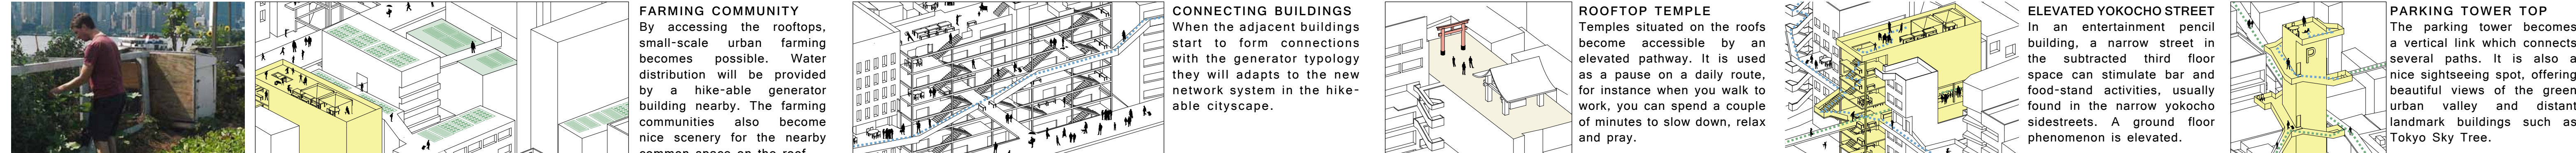 FARMING COMMUNITY
By accessing the rooftops,
small-scale urban farming
becomes possible. Water
distribution will be provided
by a hike-able generator
building nearby. The farming
communities also become
nice scenery for the nearby
common space on the roof.
CONNECTING BUILDINGS
When the adjacent buildings
start to form connections
with the generator typology
they will adapts to the new
network system in the hike-
able cityscape.
ROOFTOP TEMPLE
Temples situated on the roofs
become accessible by an
elevated pathway. It is used
as a pause on a daily route,
for instance when you walk to
work, you can spend a couple
of minutes to slow down, relax
and pray.
ELEVATED YOKOCHO STREET
In an entertainment pencil
building, a narrow street in
the subtracted third floor
space can stimulate bar and
food-stand activities, usually
found in the narrow yokocho
sidestreets. A ground floor
phenomenon is elevated.
P
PARKING TOWER TOP
The parking tower becomes
a vertical link which connects
several paths. It is also a
nice sightseeing spot, offering
beautiful views of the green
urban valley and distant
landmark buildings such as
Tokyo Sky Tree.